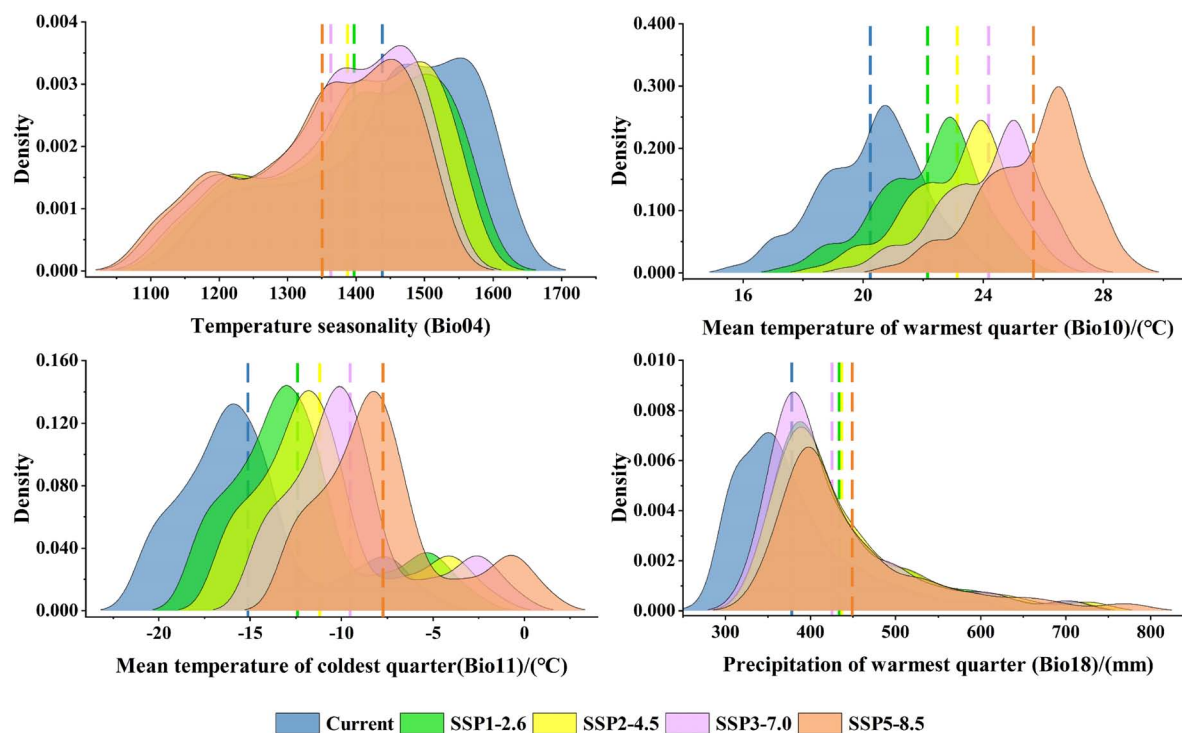 0.004
0.003
0.002
0.001
0.000
Density
1100 1200 1300 1400 1500 1600 1700
Temperature seasonality (Bio04)
0.400
0.300
0.200
0.100
0.000
Density
16 20 24 28
Mean temperature of warmest quarter (Bio10)/(℃)
0.160
0.120
0.080
0.040
0.000
Density
-20 -15 -10 -5 0
Mean temperature of coldest quarter(Bio11)/(℃)
0.010
0.008
0.006
0.004
0.002
0.000
Density
300 400 500 600 700 800
Precipitation of warmest quarter (Bio18)/(mm)
Current SSP1-2.6 SSP2-4.5 SSP3-7.0 SSP5-8.5